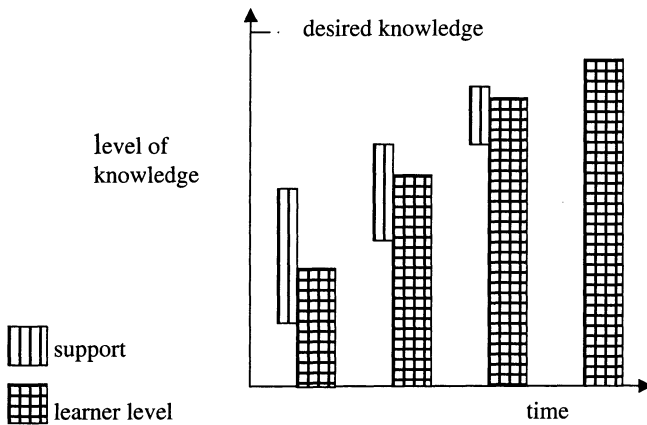 desired knowledge
level of
knowledge
support
learner level
time